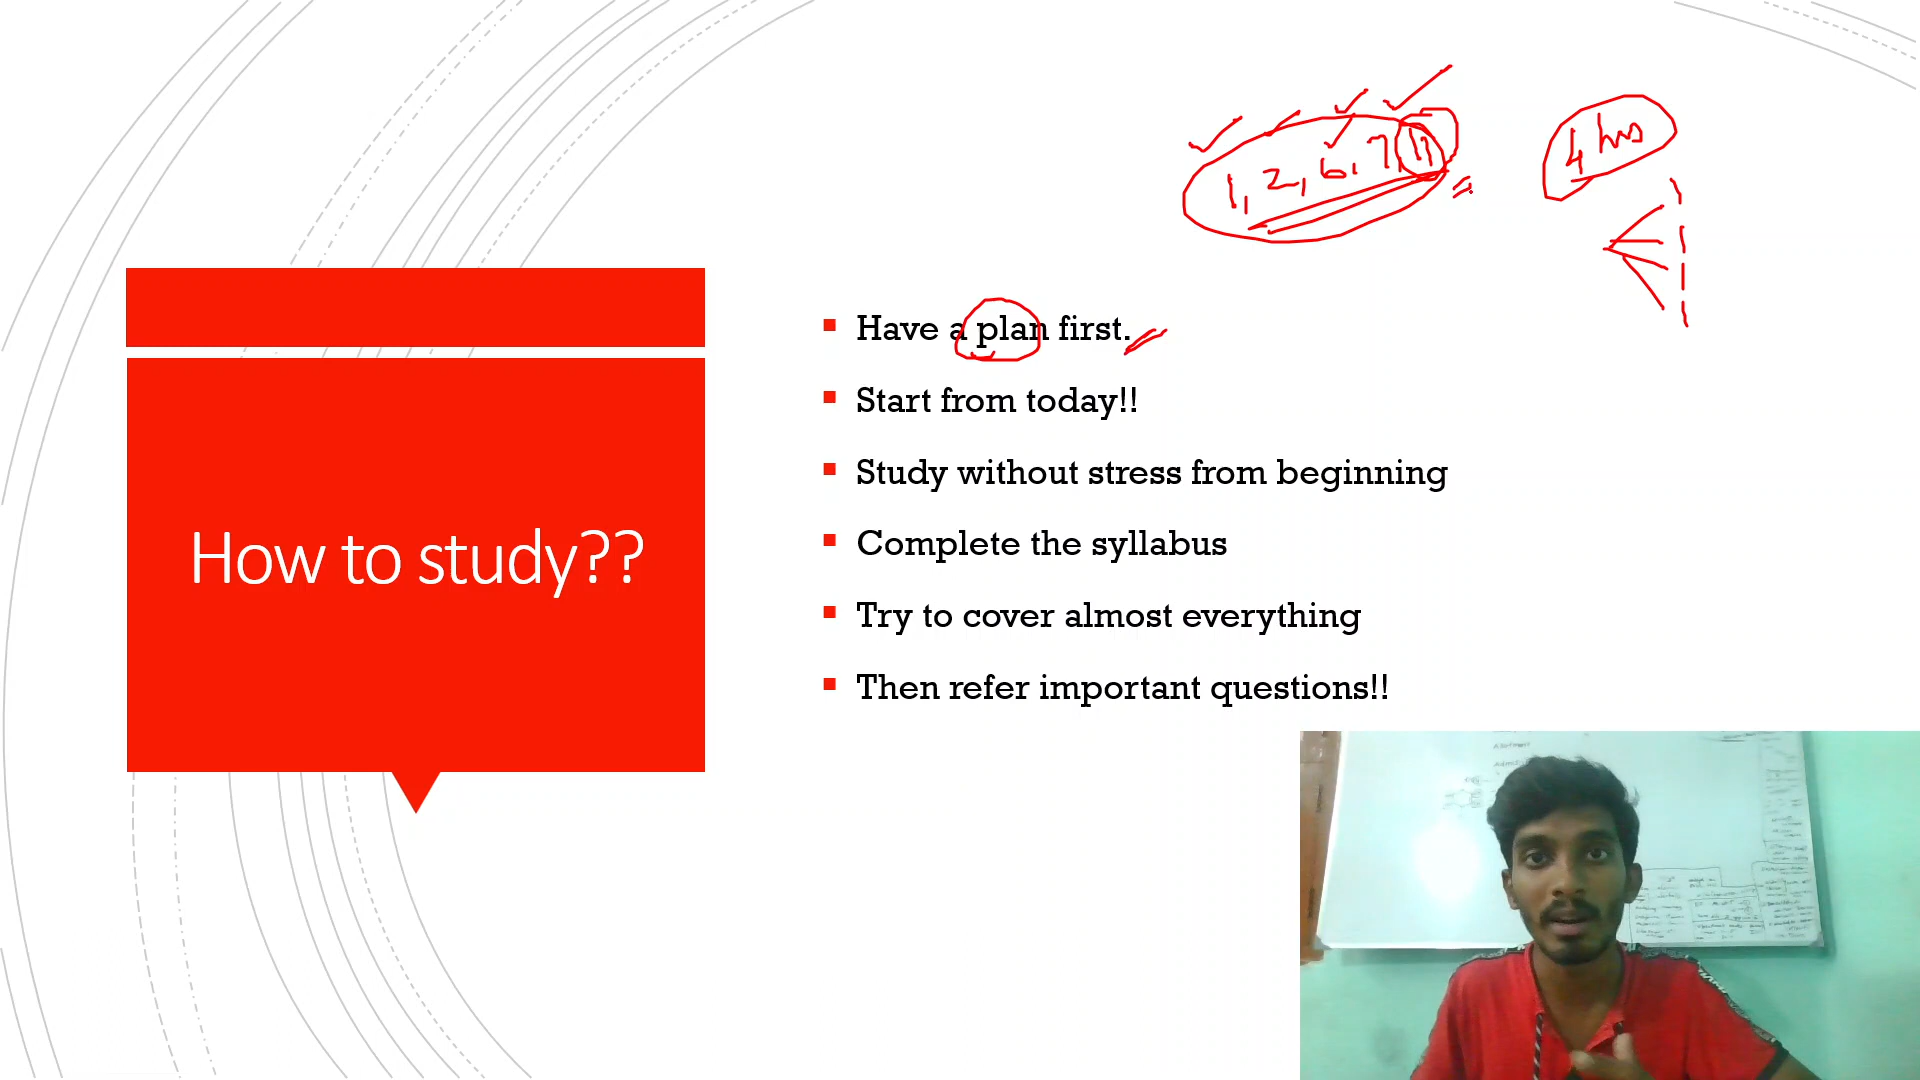 How to study??
1, 2, 6, 7, 11
4 hrs
Have a plan first.
Start from today!!
Study without stress from beginning
Complete the syllabus
Try to cover almost everything
Then refer important questions!!